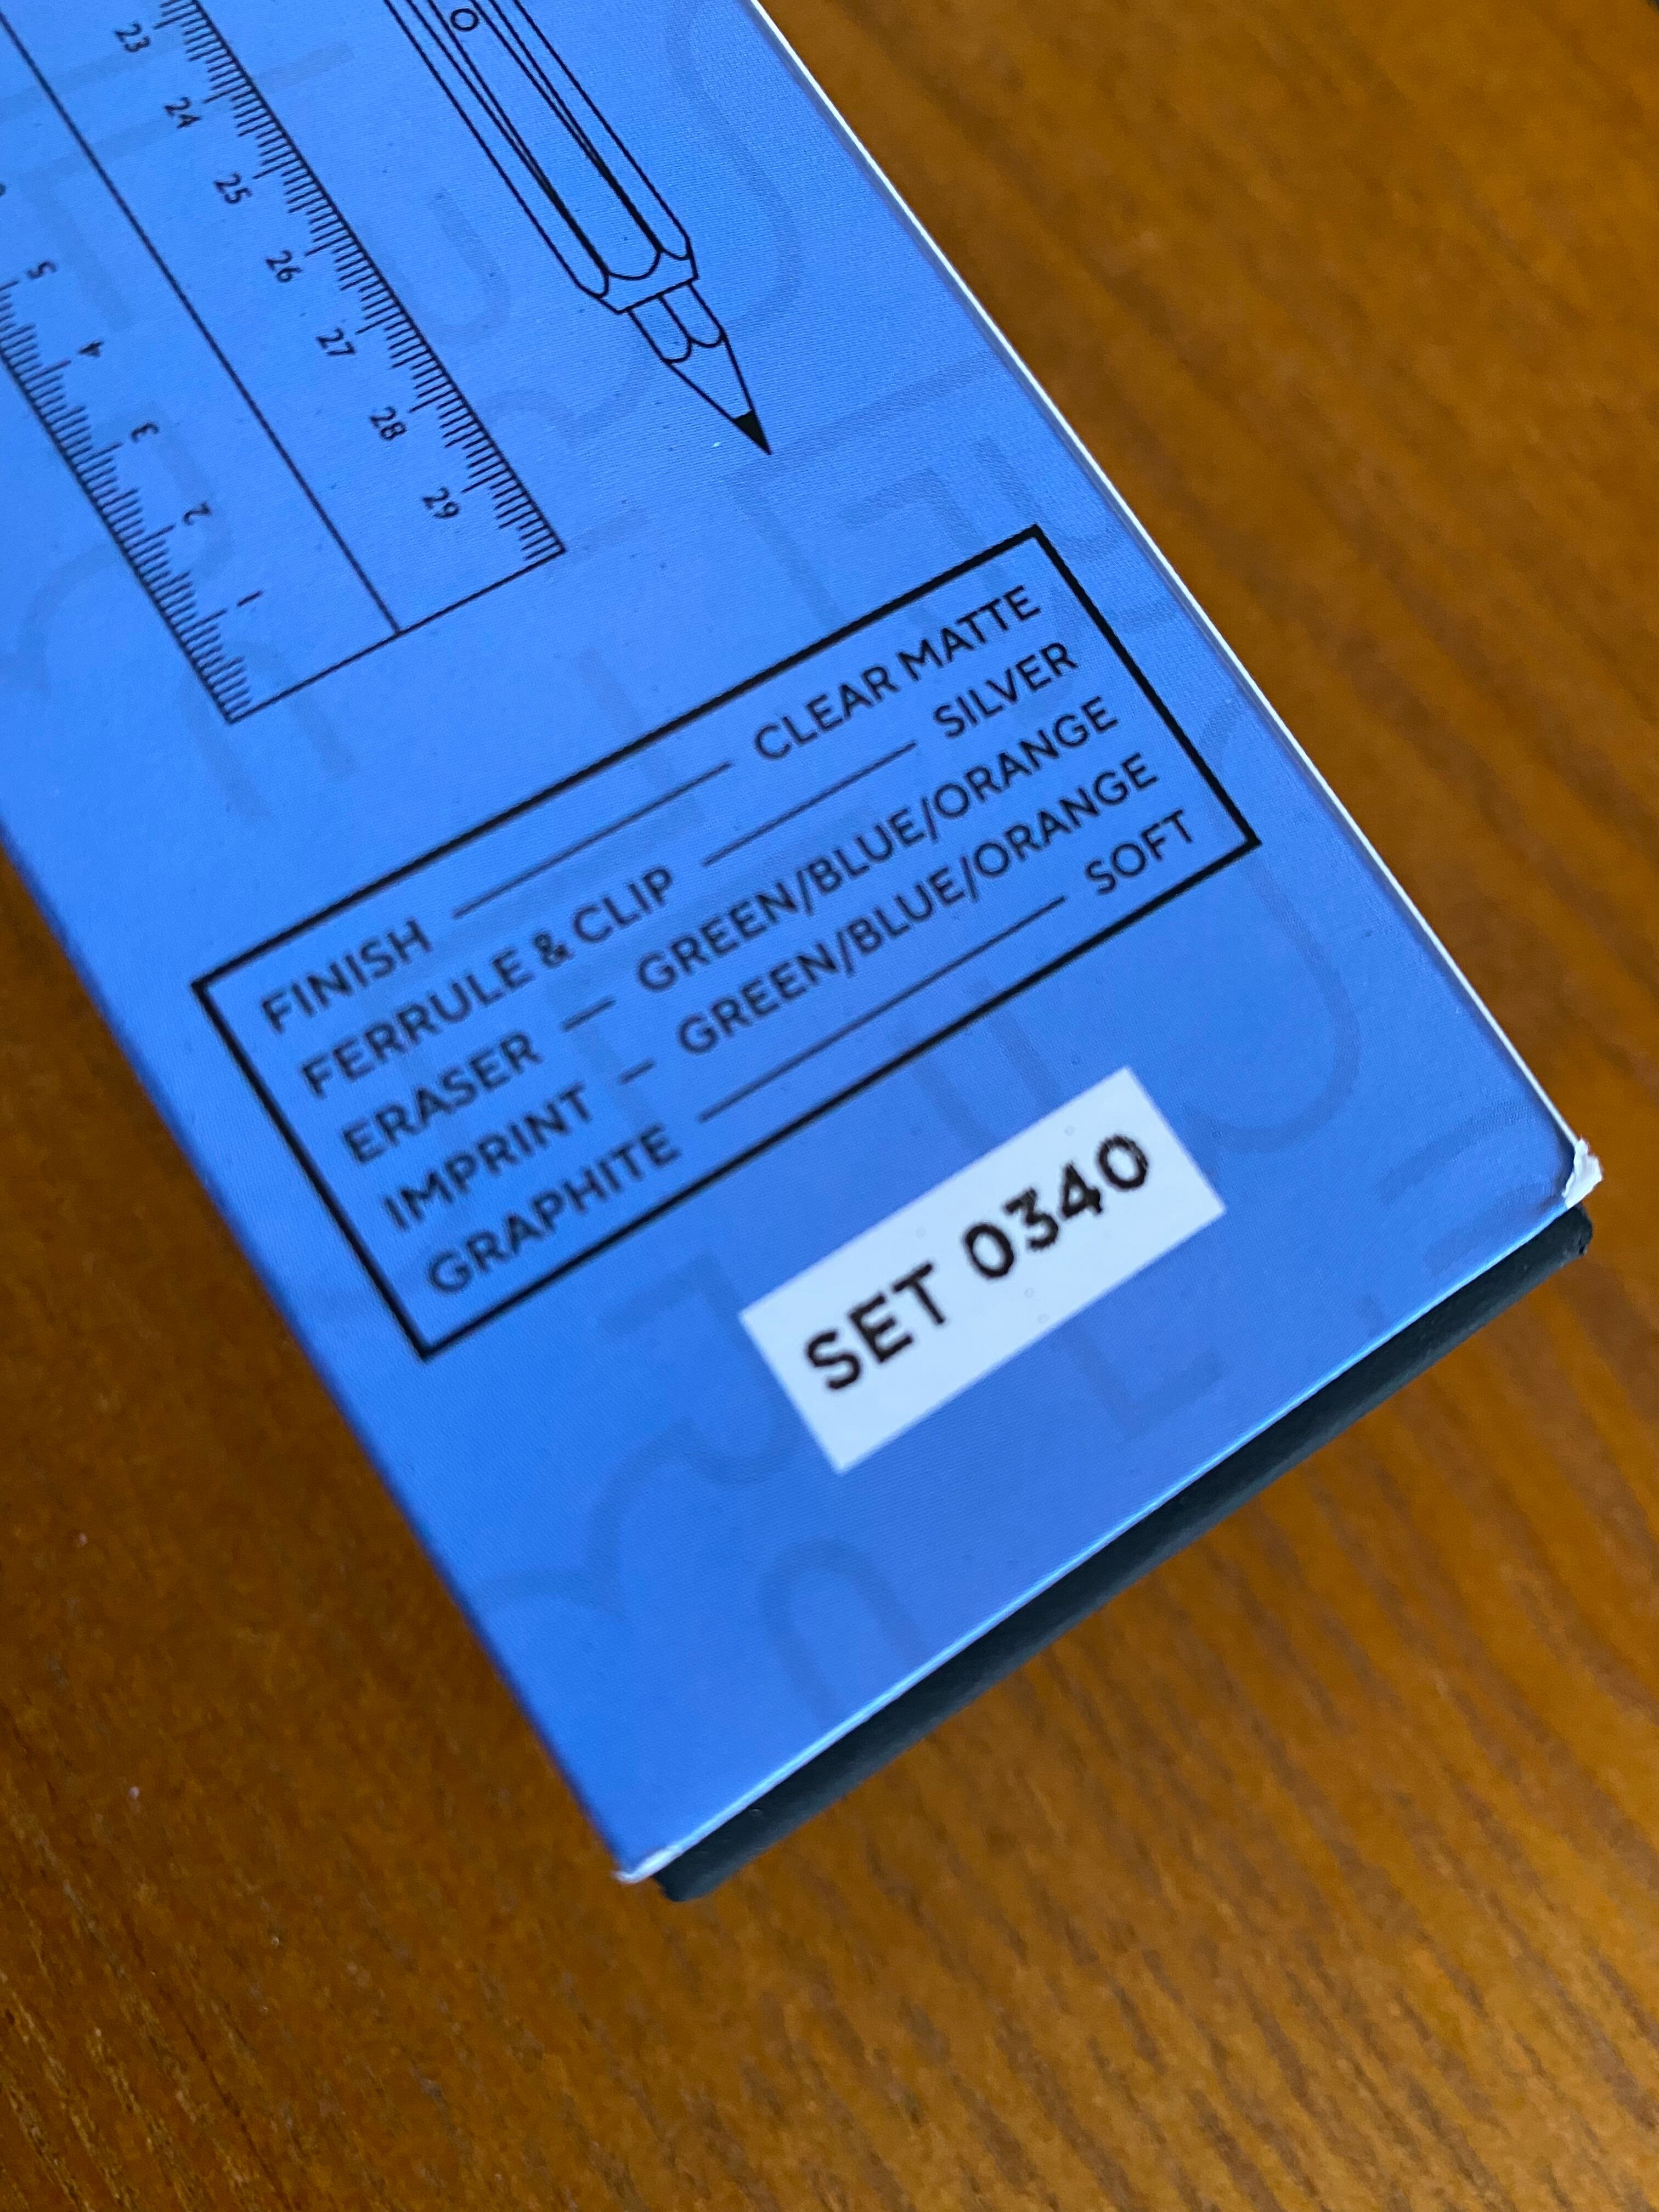 23
24
25
26
27
28
29
5
4
3
2
1
FINISH — CLEAR MATTE
FERRULE & CLIP — SILVER
ERASER — GREEN/BLUE/ORANGE
IMPRINT — GREEN/BLUE/ORANGE
GRAPHITE — SOFT
SET 0340